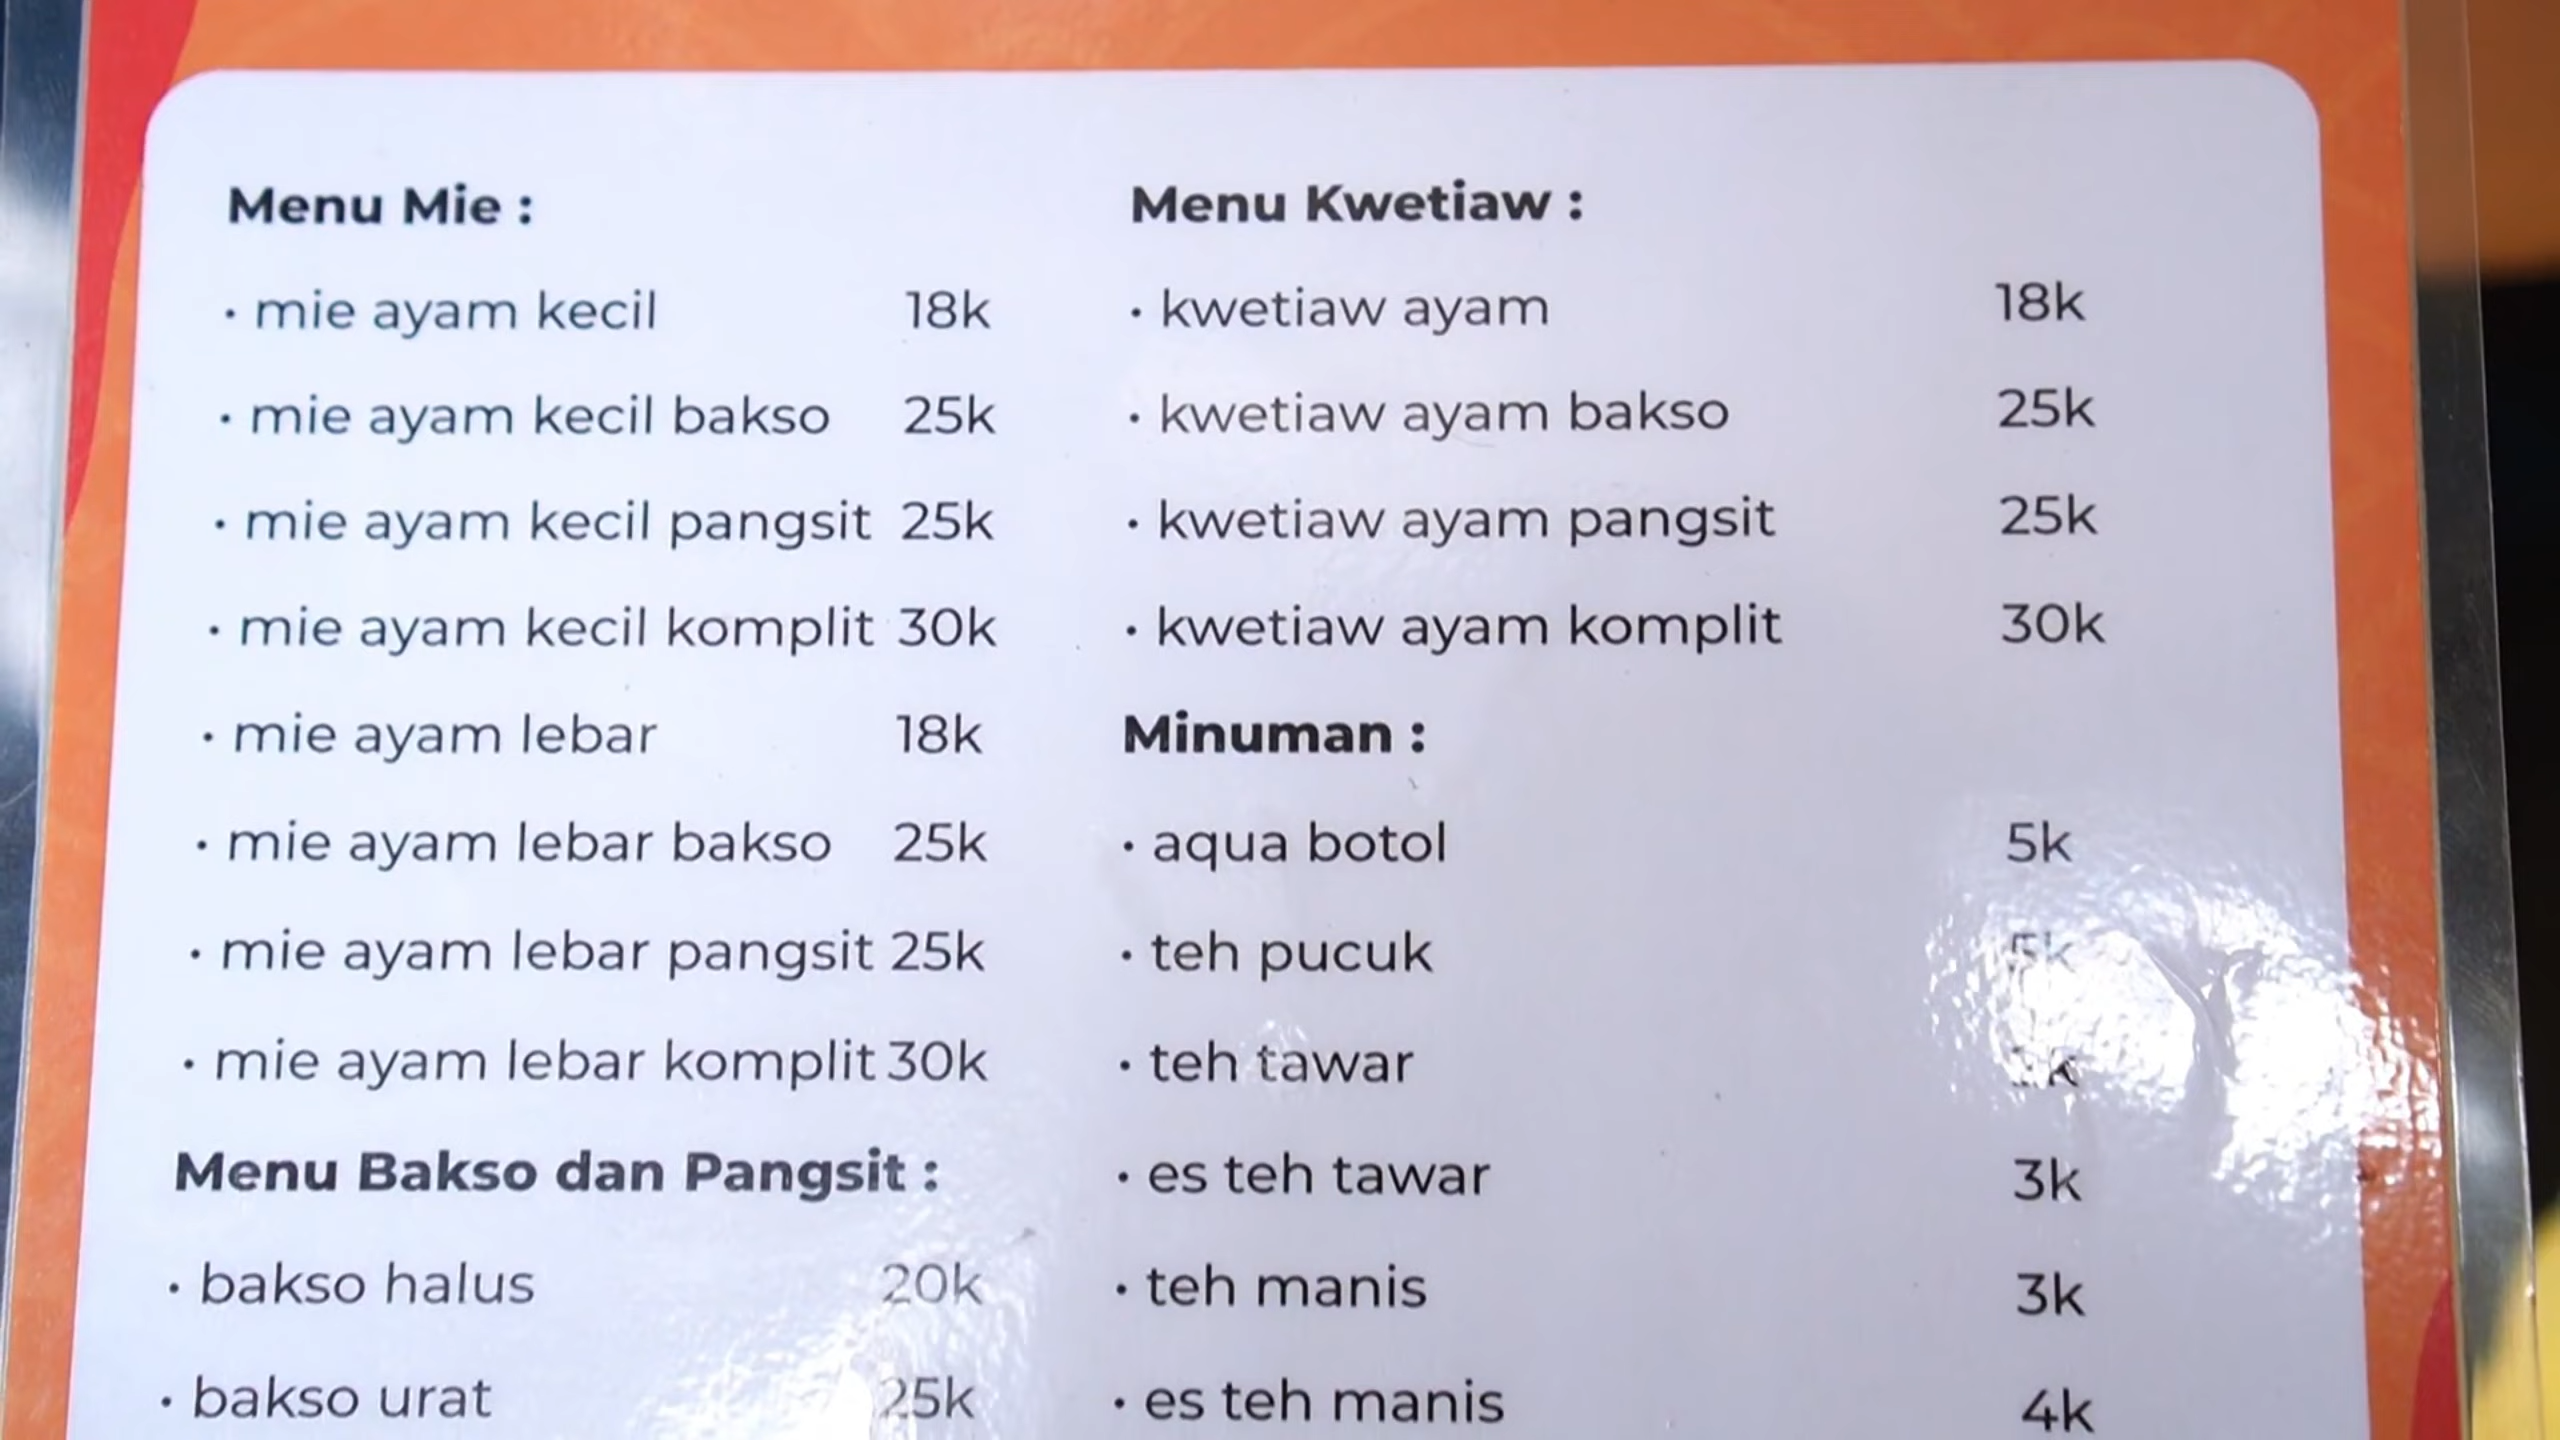 Menu Mie :
• mie ayam kecil 18k
• mie ayam kecil bakso 25k
• mie ayam kecil pangsit 25k
• mie ayam kecil komplit 30k
• mie ayam lebar 18k
• mie ayam lebar bakso 25k
• mie ayam lebar pangsit 25k
• mie ayam lebar komplit 30k
Menu Bakso dan Pangsit :
• bakso halus 20k
• bakso urat 25k
Menu Kwetiaw :
• kwetiaw ayam 18k
• kwetiaw ayam bakso 25k
• kwetiaw ayam pangsit 25k
• kwetiaw ayam komplit 30k
Minuman :
• aqua botol 5k
• teh pucuk 5k
• teh tawar
• es teh tawar 3k
• teh manis 3k
• es teh manis 4k